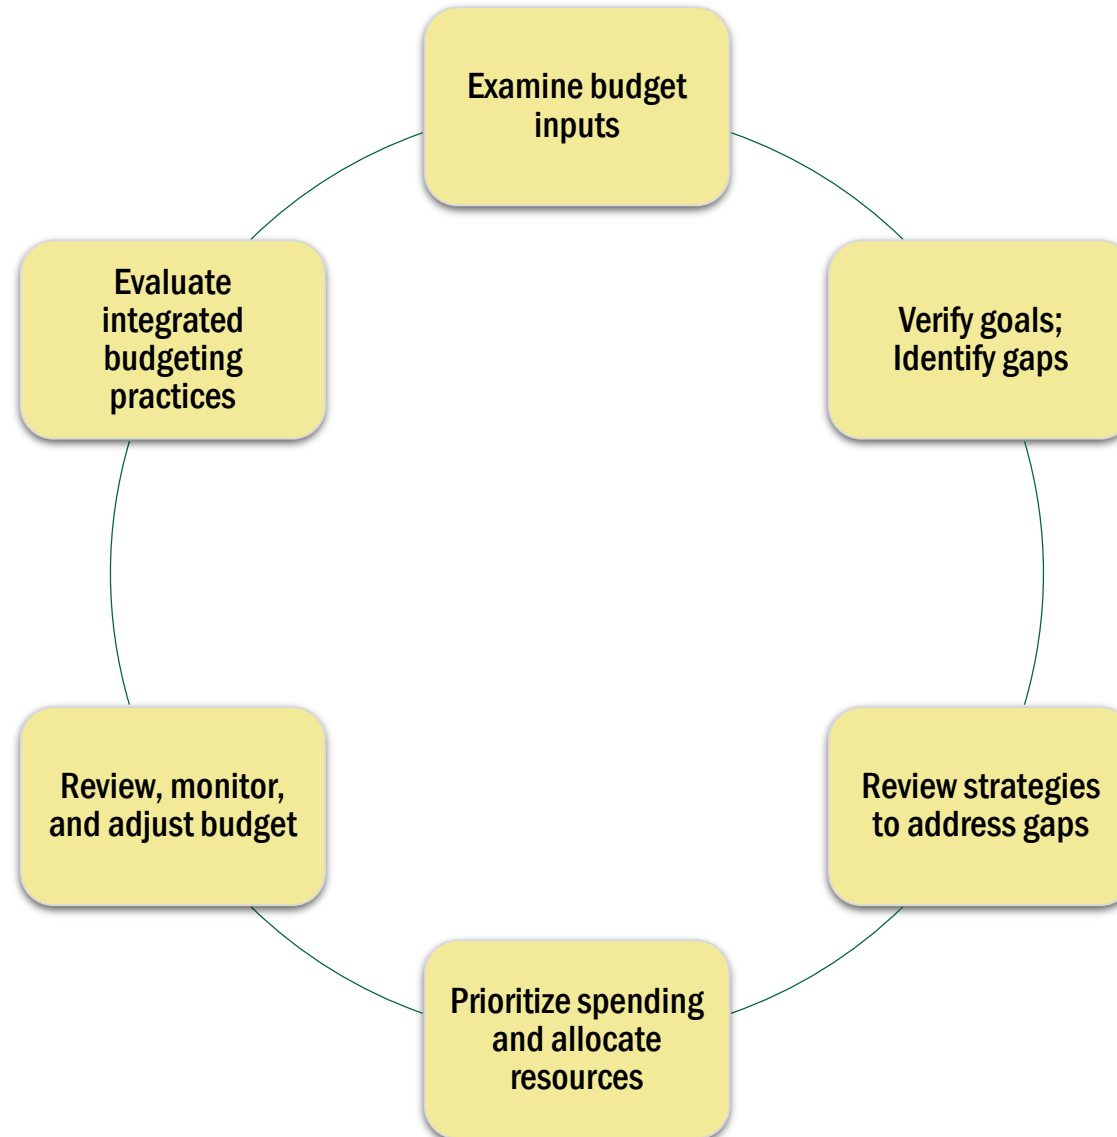 Examine budget
inputs
Verify goals;
Identify gaps
Review strategies
to address gaps
Prioritize spending
and allocate
resources
Review, monitor,
and adjust budget
Evaluate
integrated
budgeting
practices